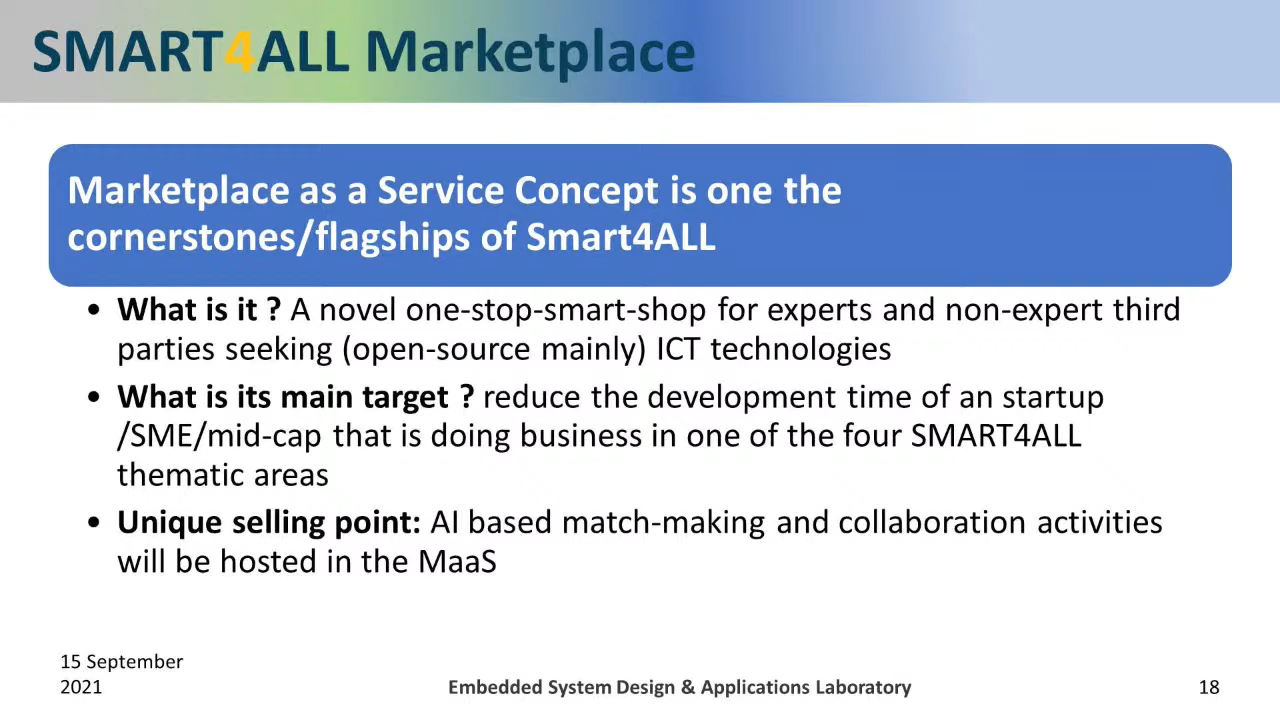 SMART4ALL Marketplace
Marketplace as a Service Concept is one the
cornerstones/flagships of Smart4ALL
• What is it ? A novel one-stop-smart-shop for experts and non-expert third
parties seeking (open-source mainly) ICT technologies
• What is its main target ? reduce the development time of an startup
/SME/mid-cap that is doing business in one of the four SMART4ALL
thematic areas
• Unique selling point: AI based match-making and collaboration activities
will be hosted in the MaaS
15 September
2021
Embedded System Design & Applications Laboratory
18